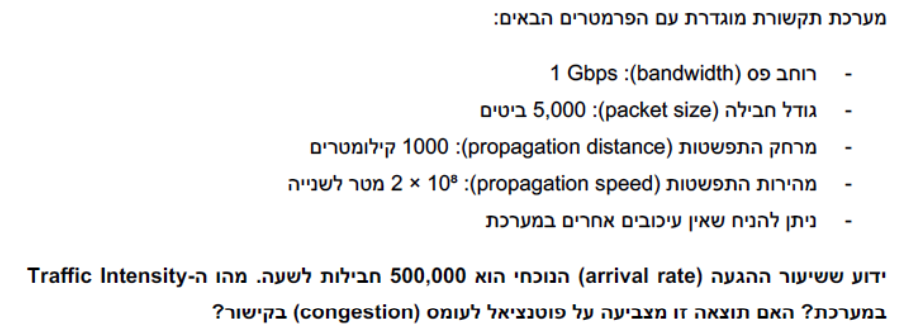 מערכת תקשורת מוגדרת עם הפרמטרים הבאים:
- רוחב פס (bandwidth): 1 Gbps
- גודל חבילה (packet size): 5,000 ביטים
- מרחק התפשטות (propagation distance): 1000 קילומטרים
- מהירות התפשטות (propagation speed): 2 × 10⁸ מטר לשנייה
- ניתן להניח שאין עיכובים אחרים במערכת
ידוע ששיעור ההגעה (arrival rate) הנוכחי הוא 500,000 חבילות לשעה. מהו ה-Traffic Intensity
במערכת? האם תוצאה זו מצביעה על פוטנציאל לעומס (congestion) בקישור?